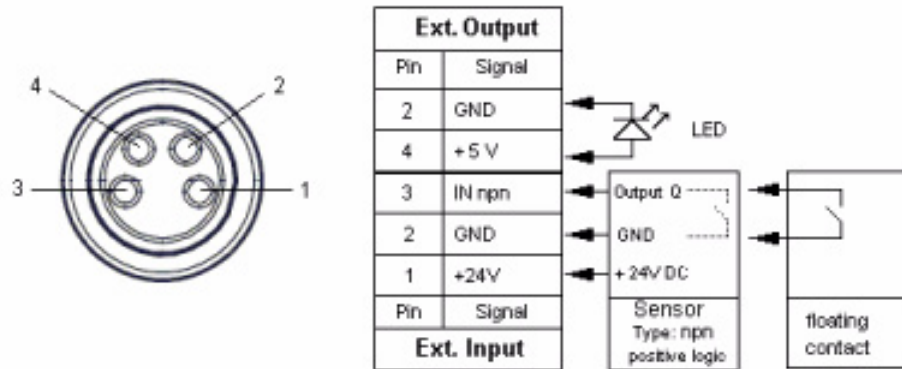 4
2
3
1
Ext. Output
Pin Signal
2 GND
4 +5 V
LED
3 IN npn
2 GND
1 +24V
Pin Signal
Ext. Input
Output Q
GND
+ 24V DC
Sensor
Type: npn
positive logic
floating
contact